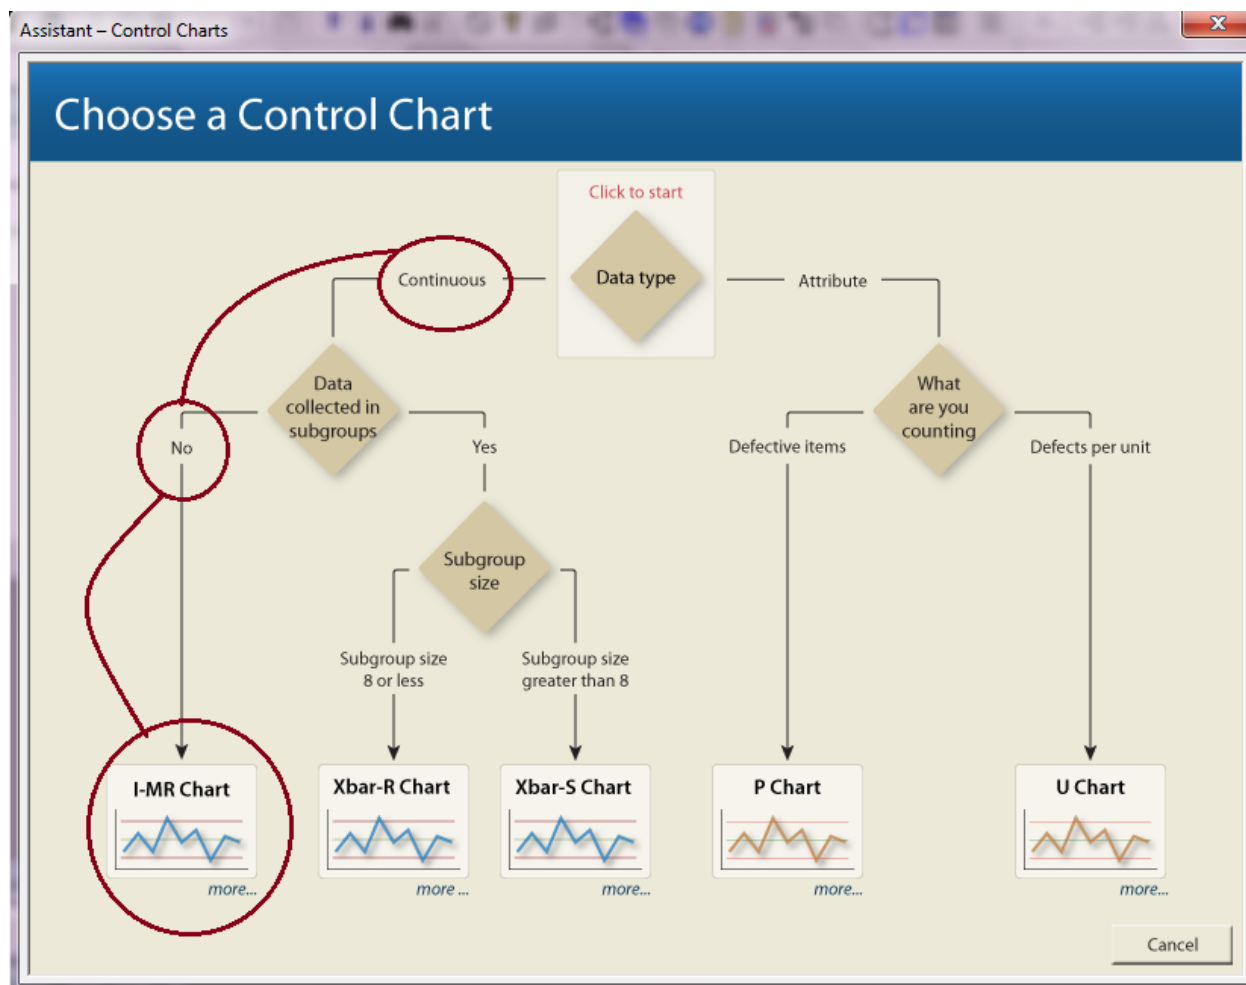 Assistant – Control Charts
Choose a Control Chart
Click to start
Data type
Continuous
Attribute
Data
collected in
subgroups
What
are you
counting
No
Yes
Defective items
Defects per unit
Subgroup
size
Subgroup size
8 or less
Subgroup size
greater than 8
I-MR Chart
Xbar-R Chart
Xbar-S Chart
P Chart
U Chart
more...
more ...
more...
more...
more...
Cancel